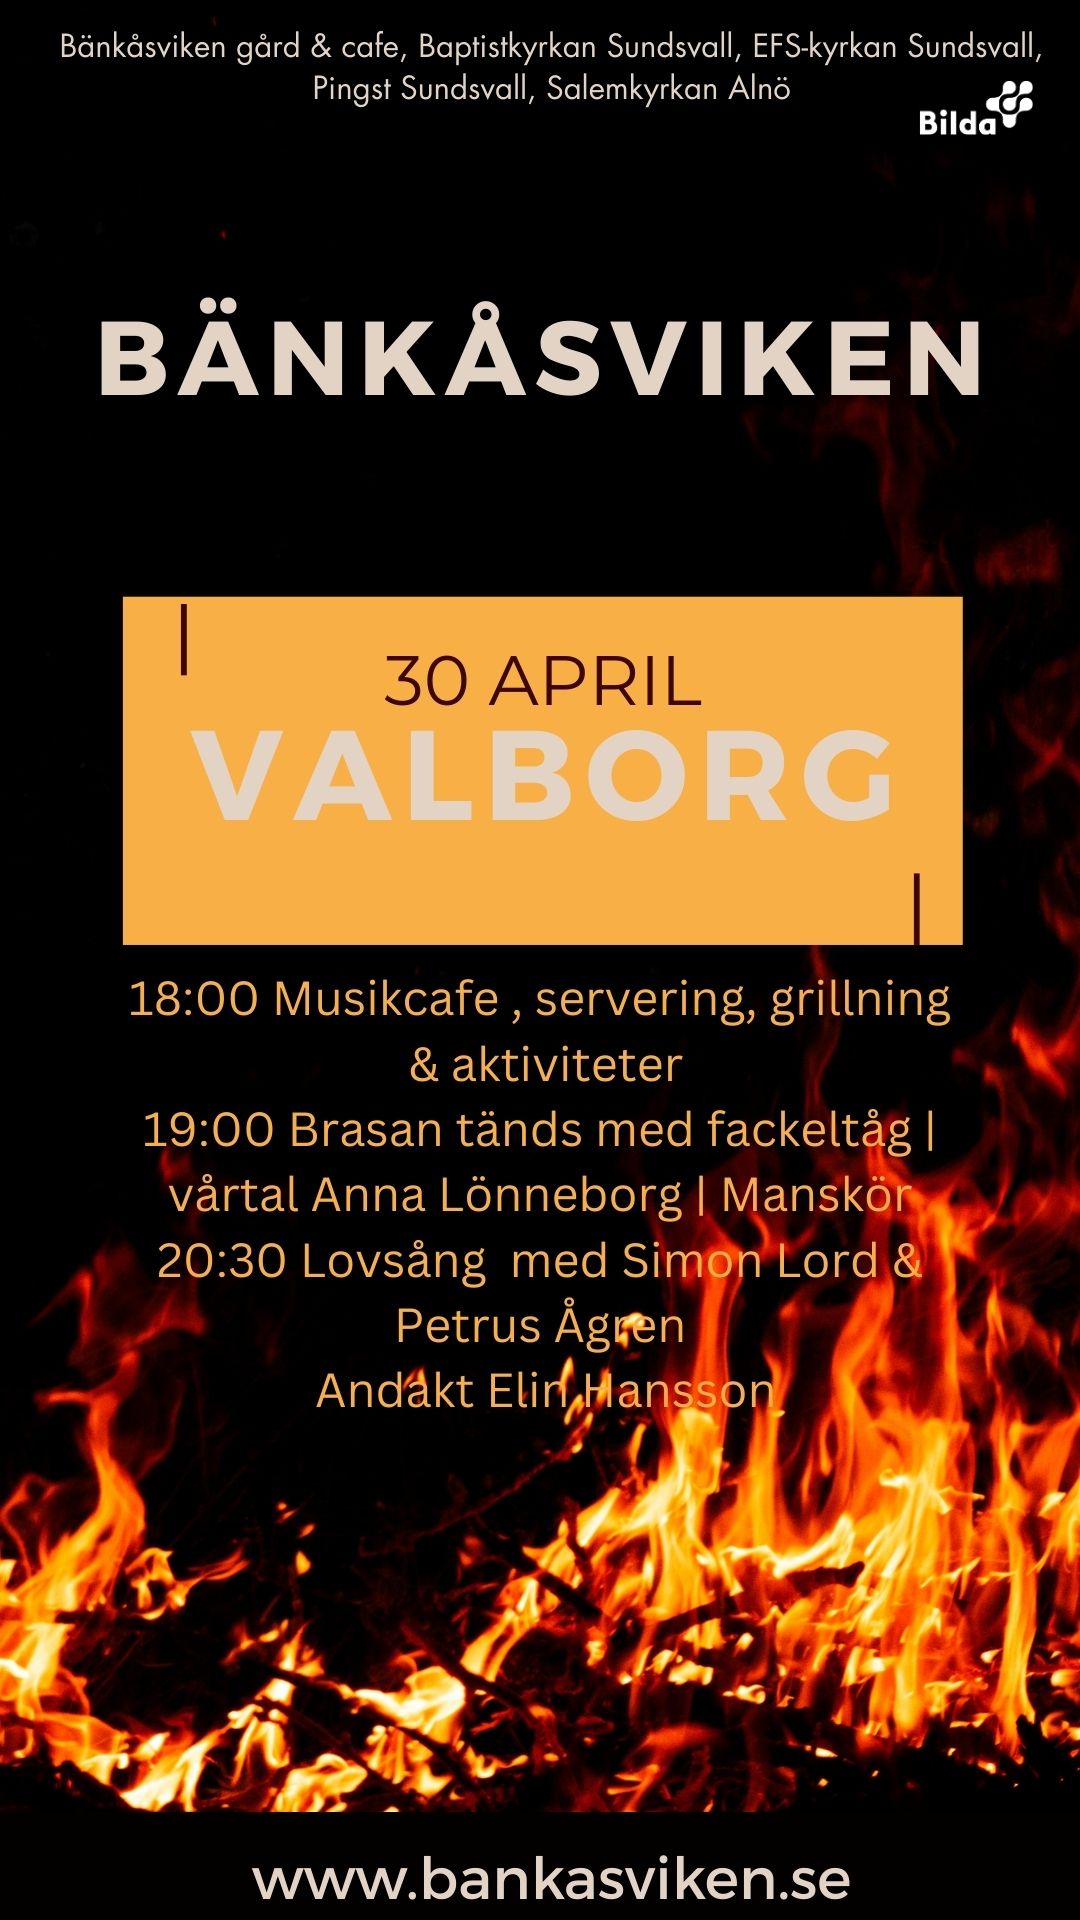 Bänkåsviken gård & cafe, Baptistkyrkan Sundsvall, EFS-kyrkan Sundsvall,
Pingst Sundsvall, Salemkyrkan Alnö
Bilda
BÄNKÅSVIKEN
30 APRIL
VALBORG
18:00 Musikcafe , servering, grillning
& aktiviteter
19:00 Brasan tänds med fackeltåg |
vårtal Anna Lönneborg | Manskör
20:30 Lovsång  med Simon Lord &
Petrus Ågren
Andakt Elin Hansson
www.bankasviken.se